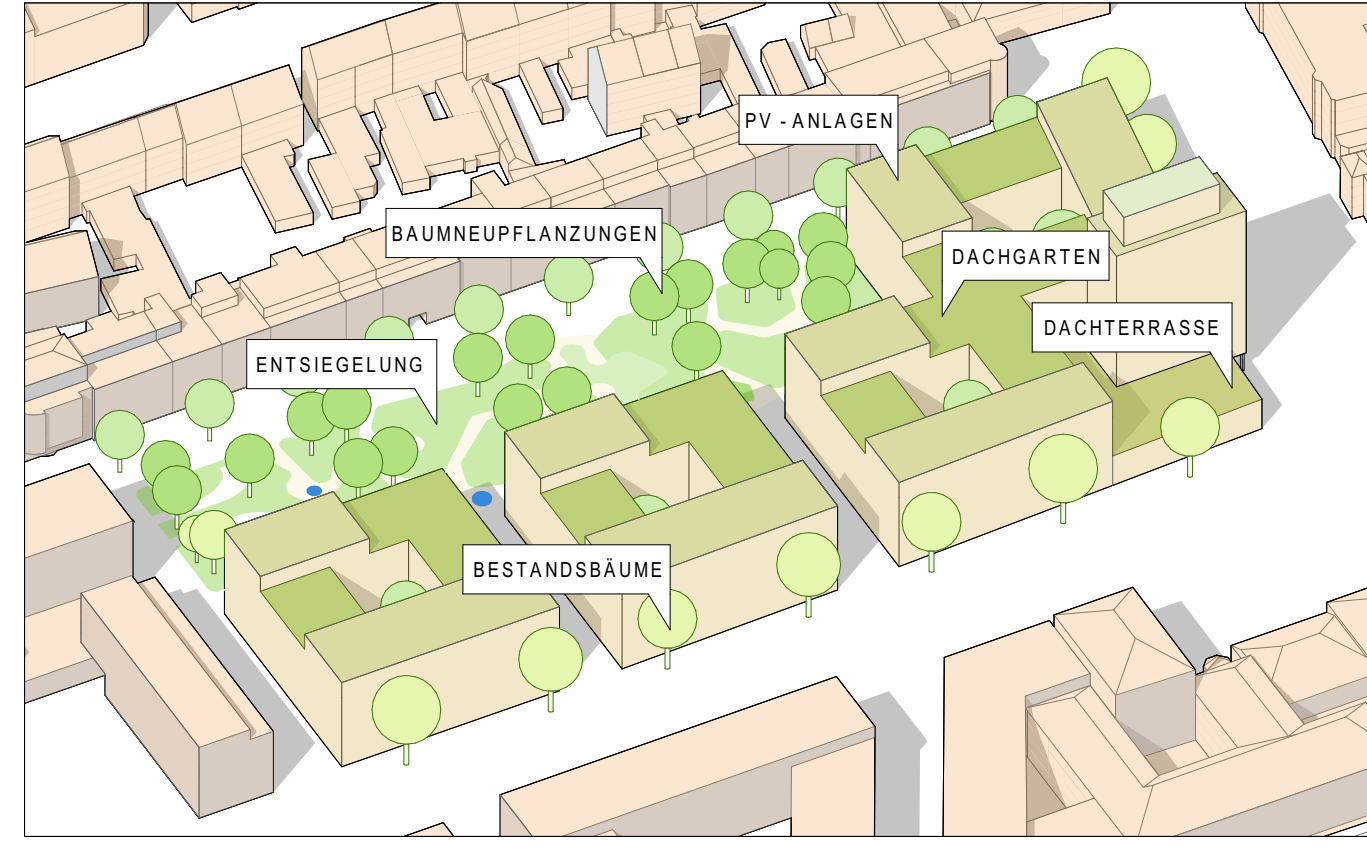 PV - ANLAGEN
BAUMNEUPFLANZUNGEN
DACHGARTEN
DACHTERRASSE
ENTSIEGELUNG
BESTANDSBÄUME